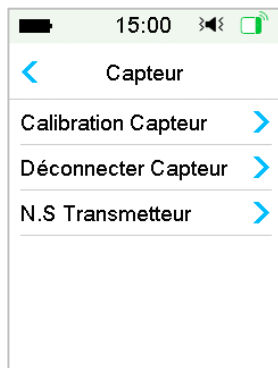 15:00
Capteur
Calibration Capteur
Déconnecter Capteur
N.S Transmetteur